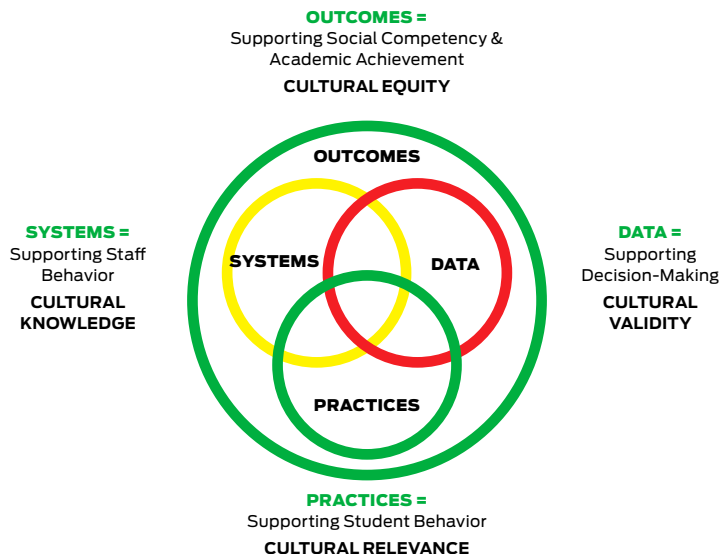 OUTCOMES =
Supporting Social Competency &
Academic Achievement
CULTURAL EQUITY
OUTCOMES
SYSTEMS =
Supporting Staff
Behavior
CULTURAL
KNOWLEDGE
SYSTEMS
DATA
DATA =
Supporting
Decision-Making
CULTURAL
VALIDITY
PRACTICES
PRACTICES =
Supporting Student Behavior
CULTURAL RELEVANCE